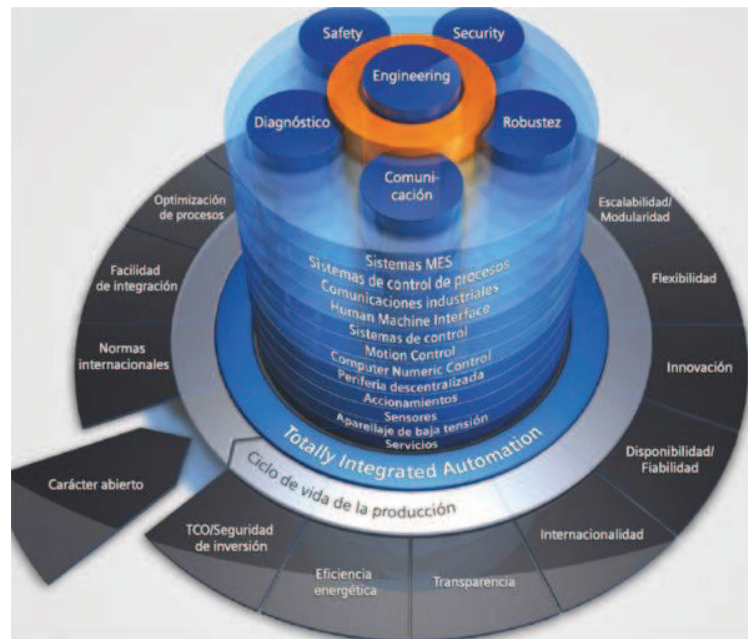 Safety
Security
Engineering
Diagnóstico
Robustez
Comuni-
cación
Optimización
de procesos
Escalabilidad/
Modularidad
Facilidad
de integración
Flexibilidad
Normas
internacionales
Innovación
Carácter abierto
Disponibilidad/
Fiabilidad
TCO/Seguridad
de inversión
Internacionalidad
Eficiencia
energética
Transparencia
Sistemas MES
Sistemas de control de procesos
Comunicaciones industriales
Human Machine Interface
Sistemas de control
Motion Control
Computer Numeric Control
Periferia descentralizada
Accionamientos
Sensores
Aparellaje de baja tensión
Servicios
Totally Integrated Automation
Ciclo de vida de la producción